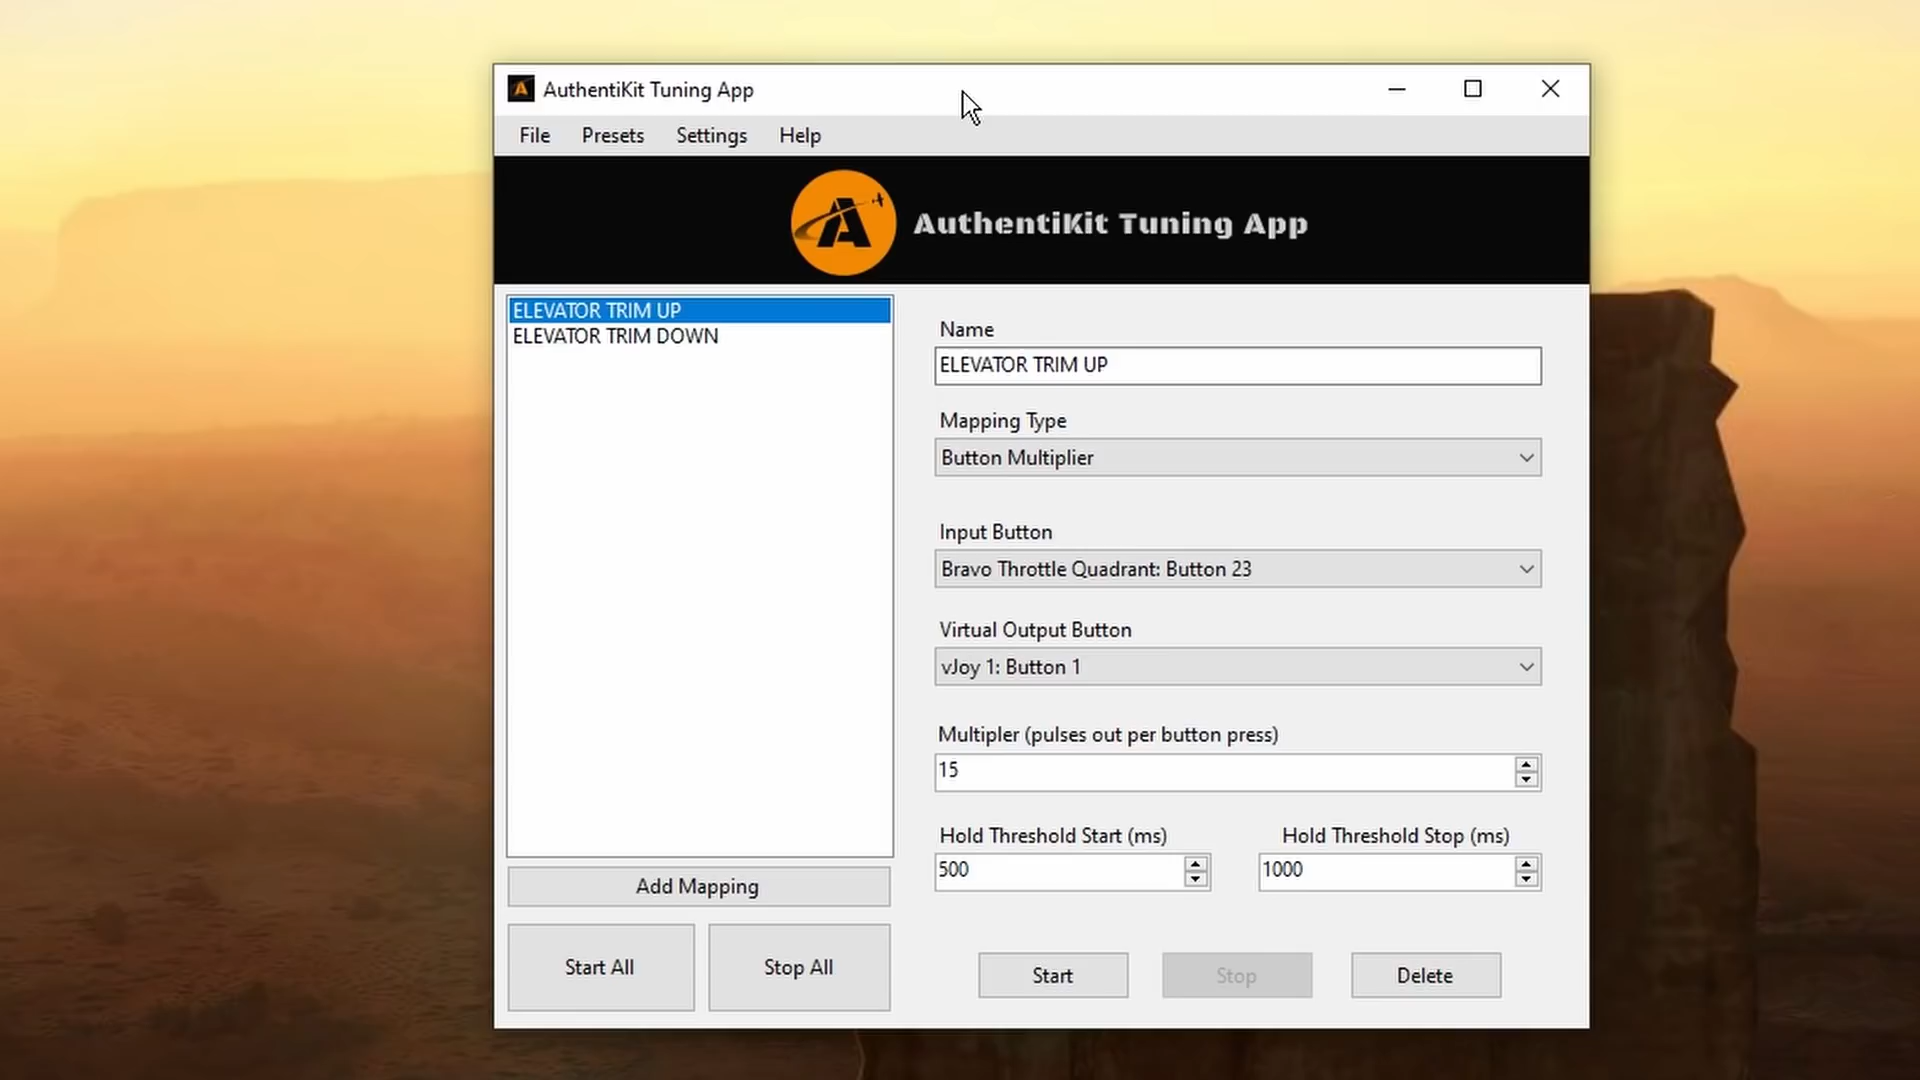 AuthentiKit Tuning App
File Presets Settings Help
AuthentiKit Tuning App
ELEVATOR TRIM UP
ELEVATOR TRIM DOWN
Name
ELEVATOR TRIM UP
Mapping Type
Button Multiplier
Input Button
Bravo Throttle Quadrant: Button 23
Virtual Output Button
vJoy 1: Button 1
Multipler (pulses out per button press)
15
Hold Threshold Start (ms) Hold Threshold Stop (ms)
500 1000
Add Mapping
Start All Stop All
Start Stop Delete